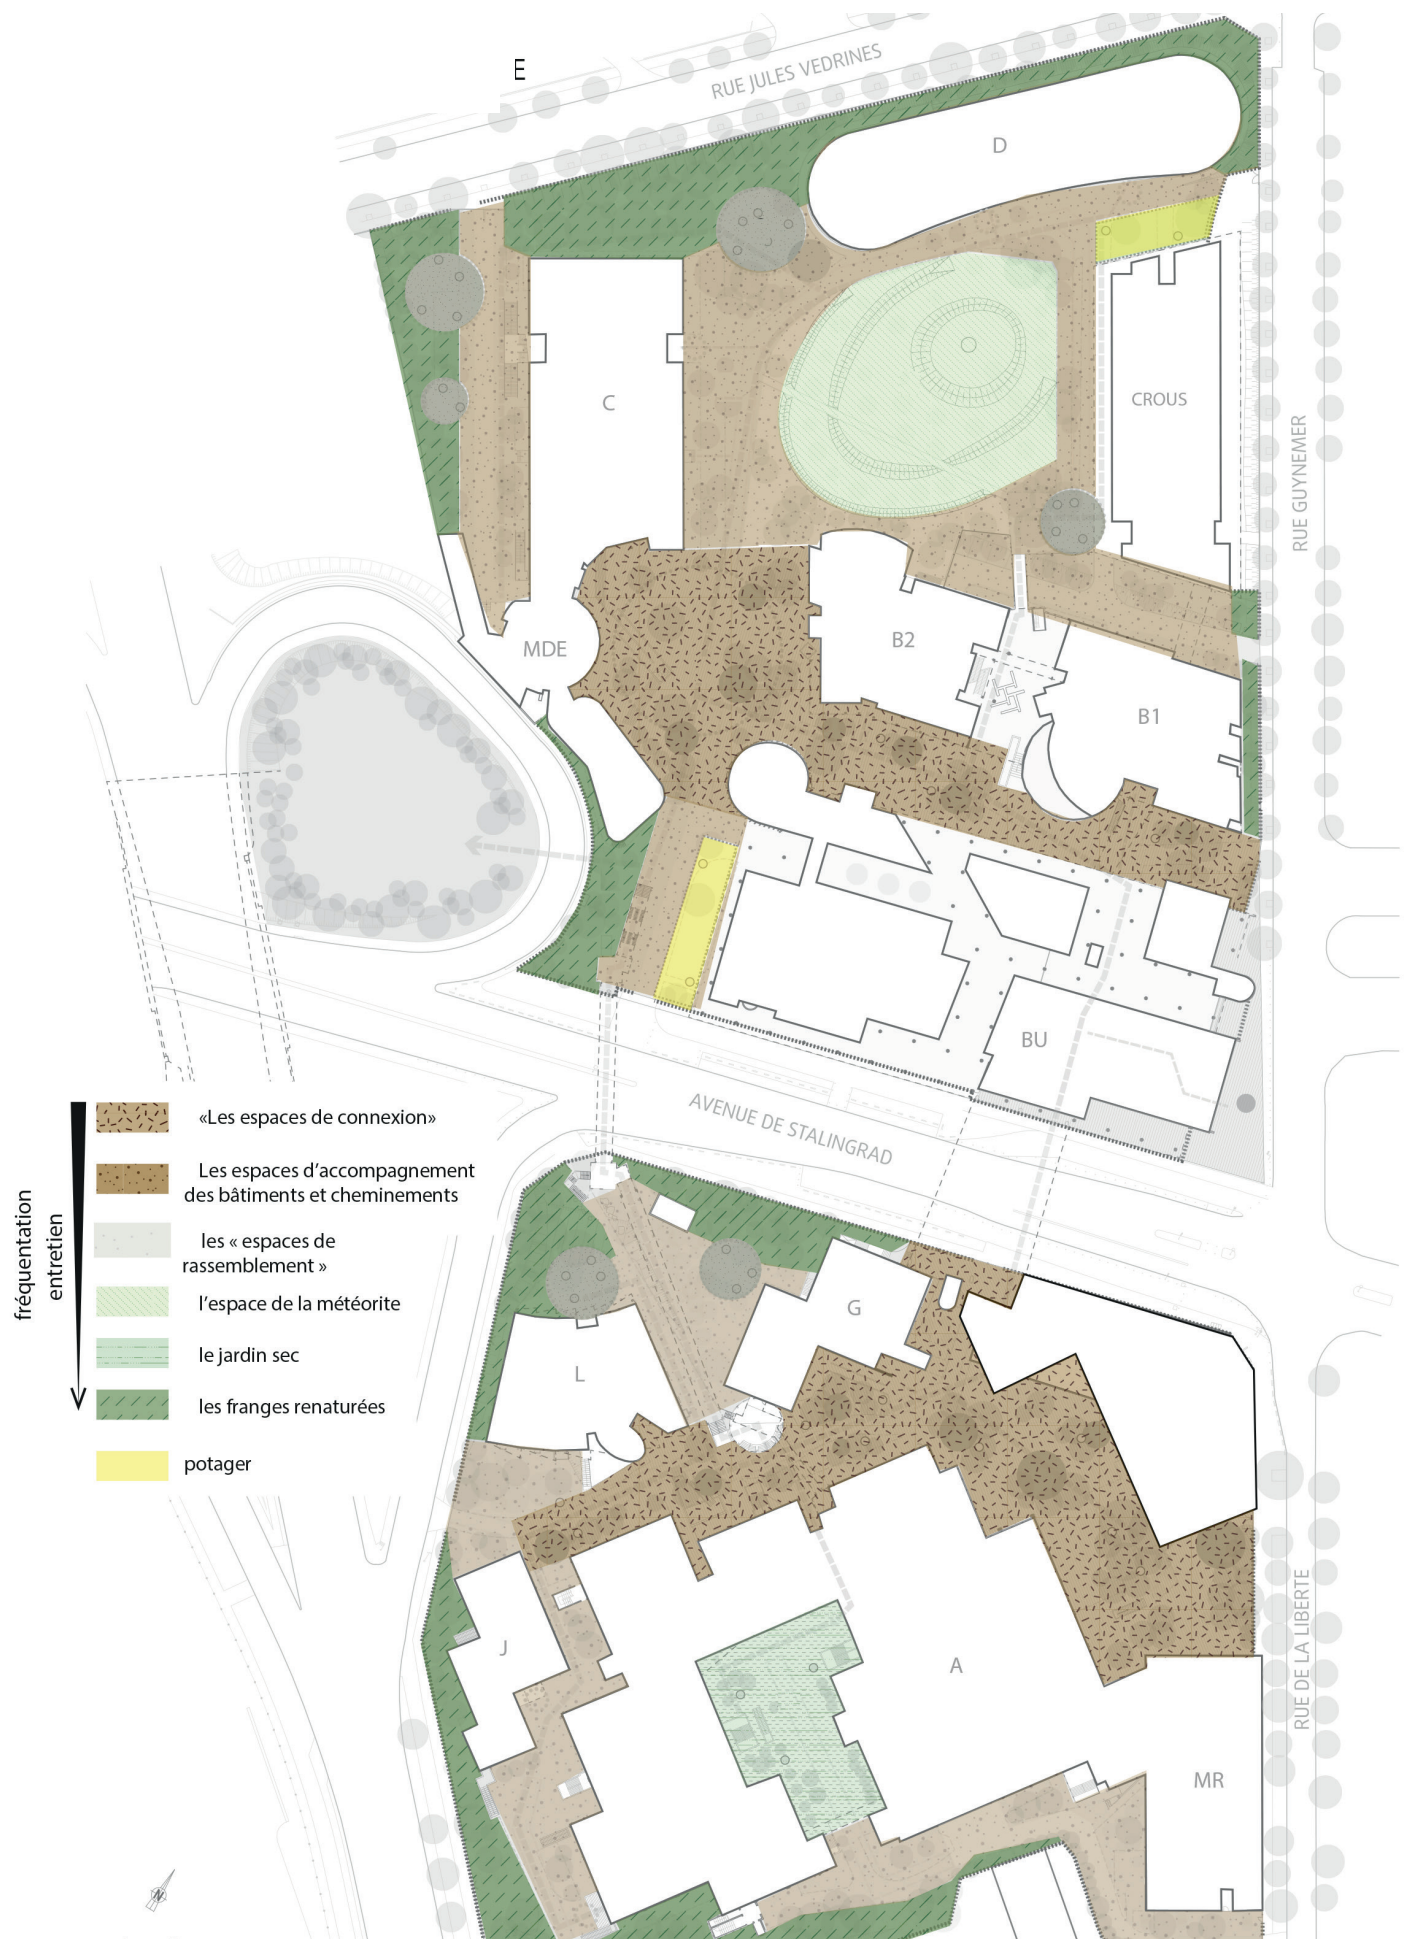 E
RUE JULES VEDRINES
D
C
CROUS
RUE GUYNEMER
MDE
B2
B1
BU
AVENUE DE STALINGRAD
«Les espaces de connexion»
Les espaces d'accompagnement
des bâtiments et cheminements
les « espaces de
rassemblement »
l'espace de la météorite
le jardin sec
les franges renaturées
potager
fréquentation
entretien
G
L
J
A
MR
RUE DE LA LIBERTE
N